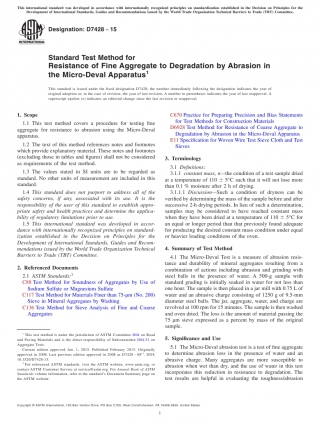 This international standard was developed in accordance with internationally recognized principles on standardization established in the Decision on Principles for the
Development of International Standards, Guides and Recommendations issued by the World Trade Organization Technical Barriers to Trade (TBT) Committee.
Designation: D7428 – 15
INTERNATIONAL
Standard Test Method for
Resistance of Fine Aggregate to Degradation by Abrasion in
the Micro-Deval Apparatus1
This standard is issued under the fixed designation D7428; the number immediately following the designation indicates the year of
original adoption or, in the case of revision, the year of last revision. A number in parentheses indicates the year of last reapproval. A
superscript epsilon (ε) indicates an editorial change since the last revision or reapproval.
1. Scope
1.1 This test method covers a procedure for testing fine
aggregate for resistance to abrasion using the Micro-Deval
apparatus.
1.2 The text of this method references notes and footnotes
which provide explanatory material. These notes and footnotes
(excluding those in tables and figures) shall not be considered
as requirements of the test method.
1.3 The values stated in SI units are to be regarded as
standard. No other units of measurement are included in this
standard.
1.4 This standard does not purport to address all of the
safety concerns, if any, associated with its use. It is the
responsibility of the user of this standard to establish appro-
priate safety and health practices and determine the applica-
bility of regulatory limitations prior to use.
1.5 This international standard was developed in accor-
dance with internationally recognized principles on standard-
ization established in the Decision on Principles for the
Development of International Standards, Guides and Recom-
mendations issued by the World Trade Organization Technical
Barriers to Trade (TBT) Committee.
2. Referenced Documents
2.1 ASTM Standards:2
C88 Test Method for Soundness of Aggregates by Use of
Sodium Sulfate or Magnesium Sulfate
C117 Test Method for Materials Finer than 75-µm (No. 200)
Sieve in Mineral Aggregates by Washing
C136 Test Method for Sieve Analysis of Fine and Coarse
Aggregates
1 This test method is under the jurisdiction of ASTM Committee D04 on Road
and Paving Materials and is the direct responsibility of Subcommittee D04.51 on
Aggregate Tests.
Current edition approved Jan. 1, 2015. Published February 2015. Originally
approved in 2008. Last previous edition approved in 2008 as D7428 – 08ε1, 2014.
2 For referenced ASTM standards, visit the ASTM website, www.astm.org, or
contact ASTM Customer Service at service@astm.org. For Annual Book of ASTM
Standards volume information, refer to the standard's Document Summary page on
the ASTM website.
C670 Practice for Preparing Precision and Bias Statements
for Test Methods for Construction Materials
D6928 Test Method for Resistance of Coarse Aggregate to
Degradation by Abrasion in the Micro-Deval Apparatus
E11 Specification for Woven Wire Test Sieve Cloth and Test
Sieves
3. Terminology
3.1 Definitions:
3.1.1 constant mass, n—the condition of a test sample dried
at a temperature of 110 ± 5°C such that it will not lose more
than 0.1 % moisture after 2 h of drying.
3.1.1.1 Discussion—Such a condition of dryness can be
verified by determining the mass of the sample before and after
successive 2-h drying periods. In lieu of such a determination,
samples may be considered to have reached constant mass
when they have been dried at a temperature of 110 ± 5°C for
an equal or longer period than that previously found adequate
for producing the desired constant mass condition under equal
or heavier loading conditions of the oven.
4. Summary of Test Method
4.1 The Micro-Deval Test is a measure of abrasion resis-
tance and durability of mineral aggregates resulting from a
combination of actions including abrasion and grinding with
steel balls in the presence of water. A 500-g sample with
standard grading is initially soaked in water for not less than
one hour. The sample is then placed in a jar mill with 0.75 L of
water and an abrasive charge consisting of 1250 g of 9.5-mm
diameter steel balls. The jar, aggregate, water, and charge are
revolved at 100 rpm for 15 minutes. The sample is then washed
and oven dried. The loss is the amount of material passing the
75 µm sieve expressed as a percent by mass of the original
sample.
5. Significance and Use
5.1 The Micro-Deval abrasion test is a test of fine aggregate
to determine abrasion loss in the presence of water and an
abrasive charge. Many aggregates are more susceptible to
abrasion when wet than dry, and the use of water in this test
incorporates this reduction in resistance to degradation. The
test results are helpful in evaluating the toughness/abrasion
Copyright © ASTM International, 100 Barr Harbor Drive, PO Box C700, West Conshohocken, PA 19428-2959. United States
1